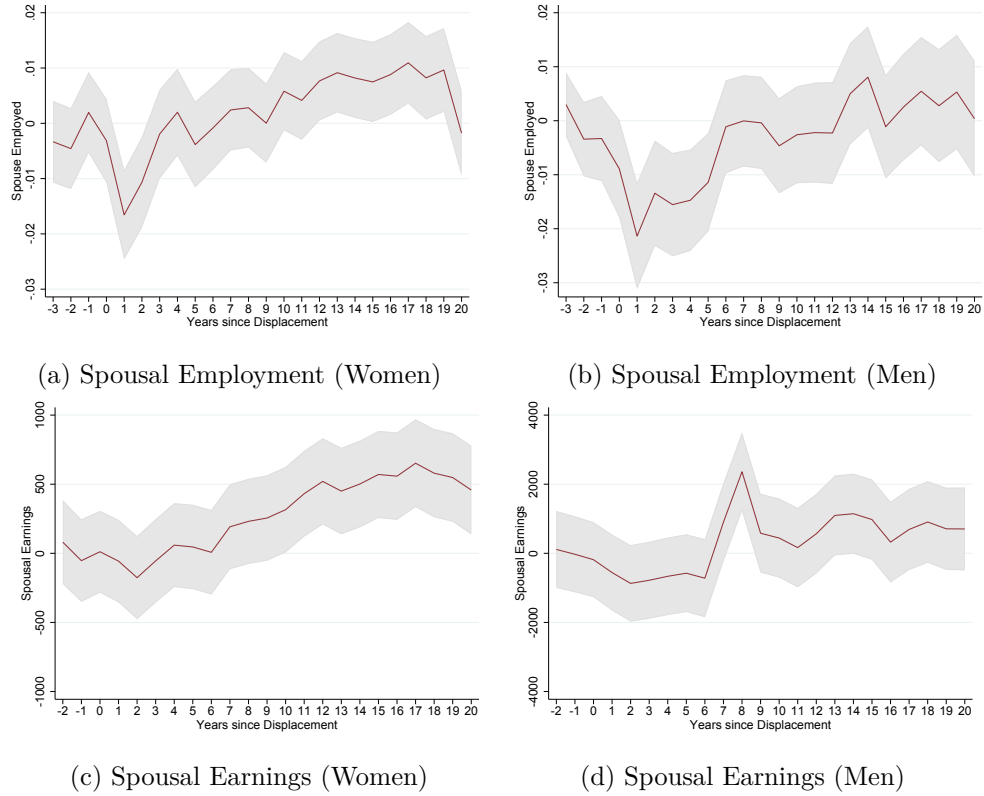 .02
.01
0
-.01
-.02
-.03
Spouse Employed
-3 -2 -1 0 1 2 3 4 5 6 7 8 9 10 11 12 13 14 15 16 17 18 19 20
Years since Displacement
(a) Spousal Employment (Women)
.02
.01
0
-.01
-.02
-.03
Spouse Employed
-3 -2 -1 0 1 2 3 4 5 6 7 8 9 10 11 12 13 14 15 16 17 18 19 20
Years since Displacement
(b) Spousal Employment (Men)
1000
500
0
-500
-1000
Spousal Earnings
-2 -1 0 1 2 3 4 5 6 7 8 9 10 11 12 13 14 15 16 17 18 19 20
Years since Displacement
(c) Spousal Earnings (Women)
4000
2000
0
-2000
-4000
Spousal Earnings
-2 -1 0 1 2 3 4 5 6 7 8 9 10 11 12 13 14 15 16 17 18 19 20
Years since Displacement
(d) Spousal Earnings (Men)